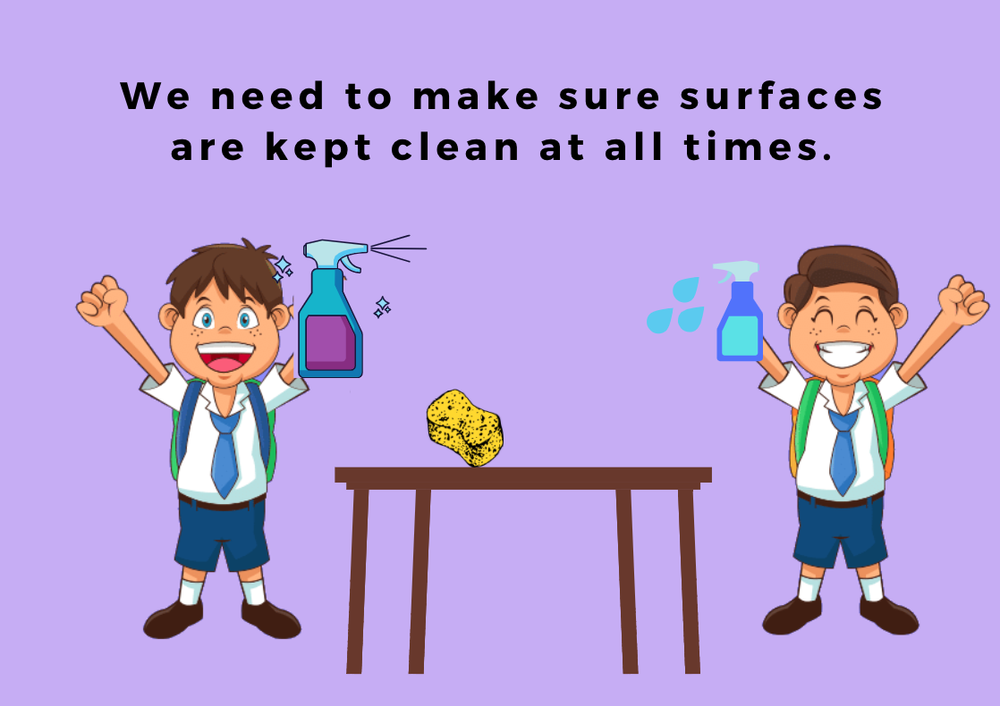 We need to make sure surfaces
are kept clean at all times.